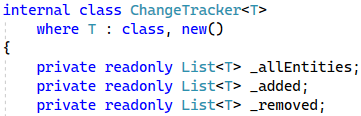 internal class ChangeTracker<T>
    where T : class, new()
{
    private readonly List<T> _allEntities;
    private readonly List<T> _added;
    private readonly List<T> _removed;